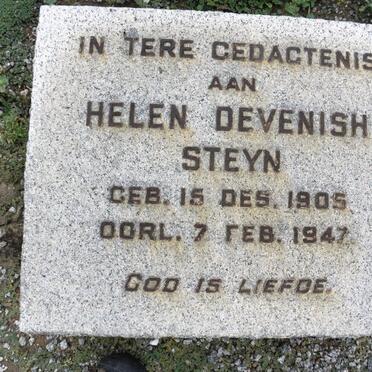 IN TERE GEDACTENIS
AAN
HELEN DEVENISH
STEYN
GEB. 15 DES. 1905
OORL. 7 FEB. 1947.
GOD IS LIEFDE.